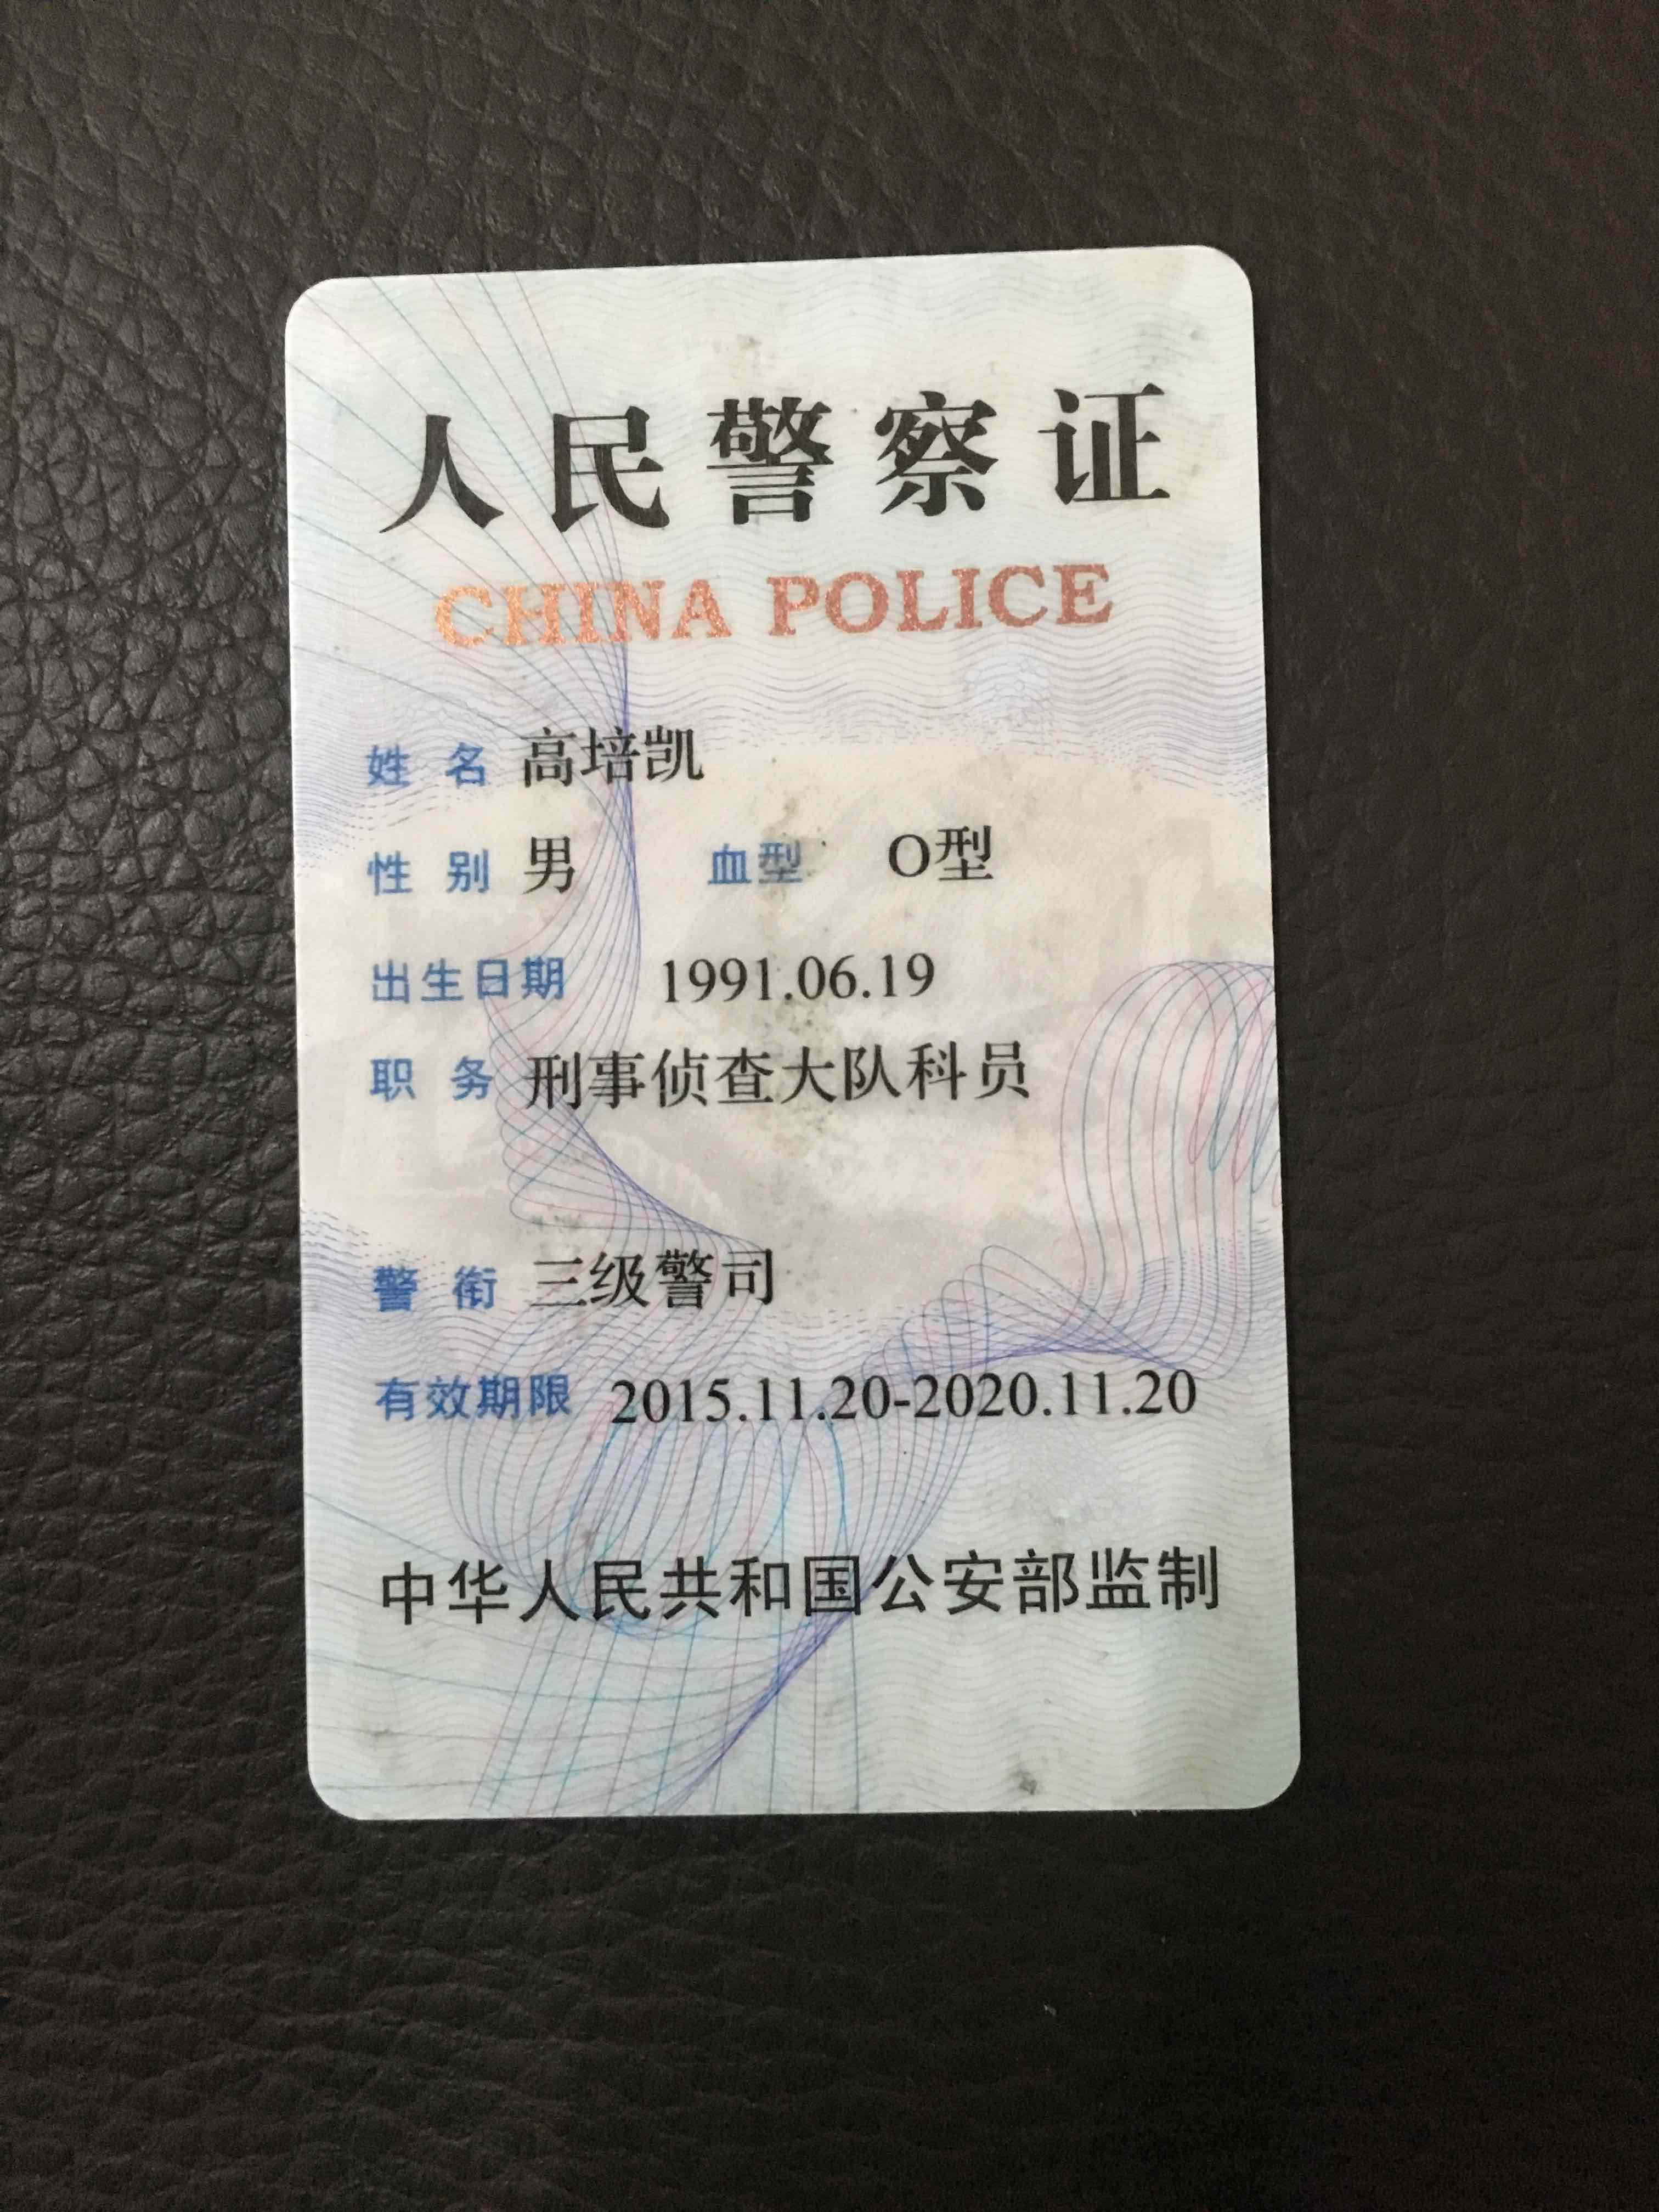 人民警察证
CHINA POLICE
姓 名 高培凯
性 别 男 血型 O型
出生日期 1991.06.19
职 务 刑事侦查大队科员
警 衔 三级警司
有效期限 2015.11.20-2020.11.20
中华人民共和国公安部监制